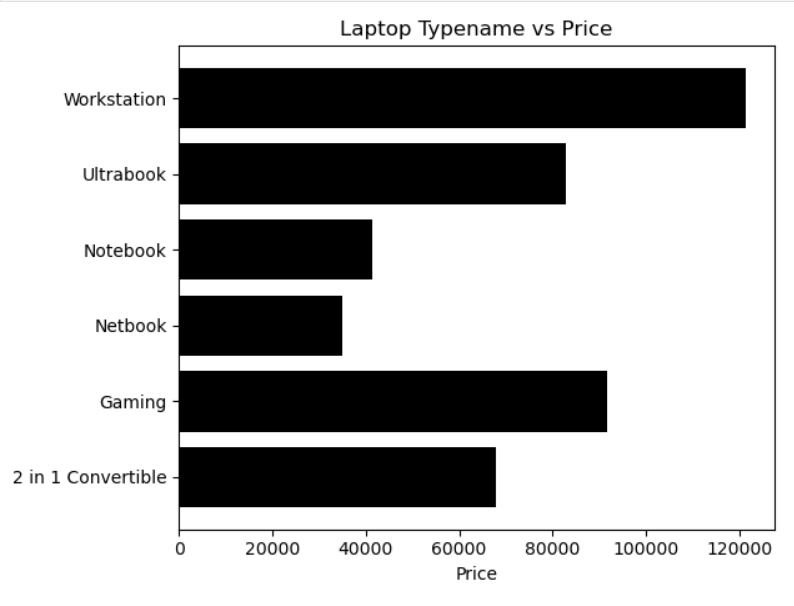 Laptop Typename vs Price
Workstation
Ultrabook
Notebook
Netbook
Gaming
2 in 1 Convertible
0 20000 40000 60000 80000 100000 120000
Price